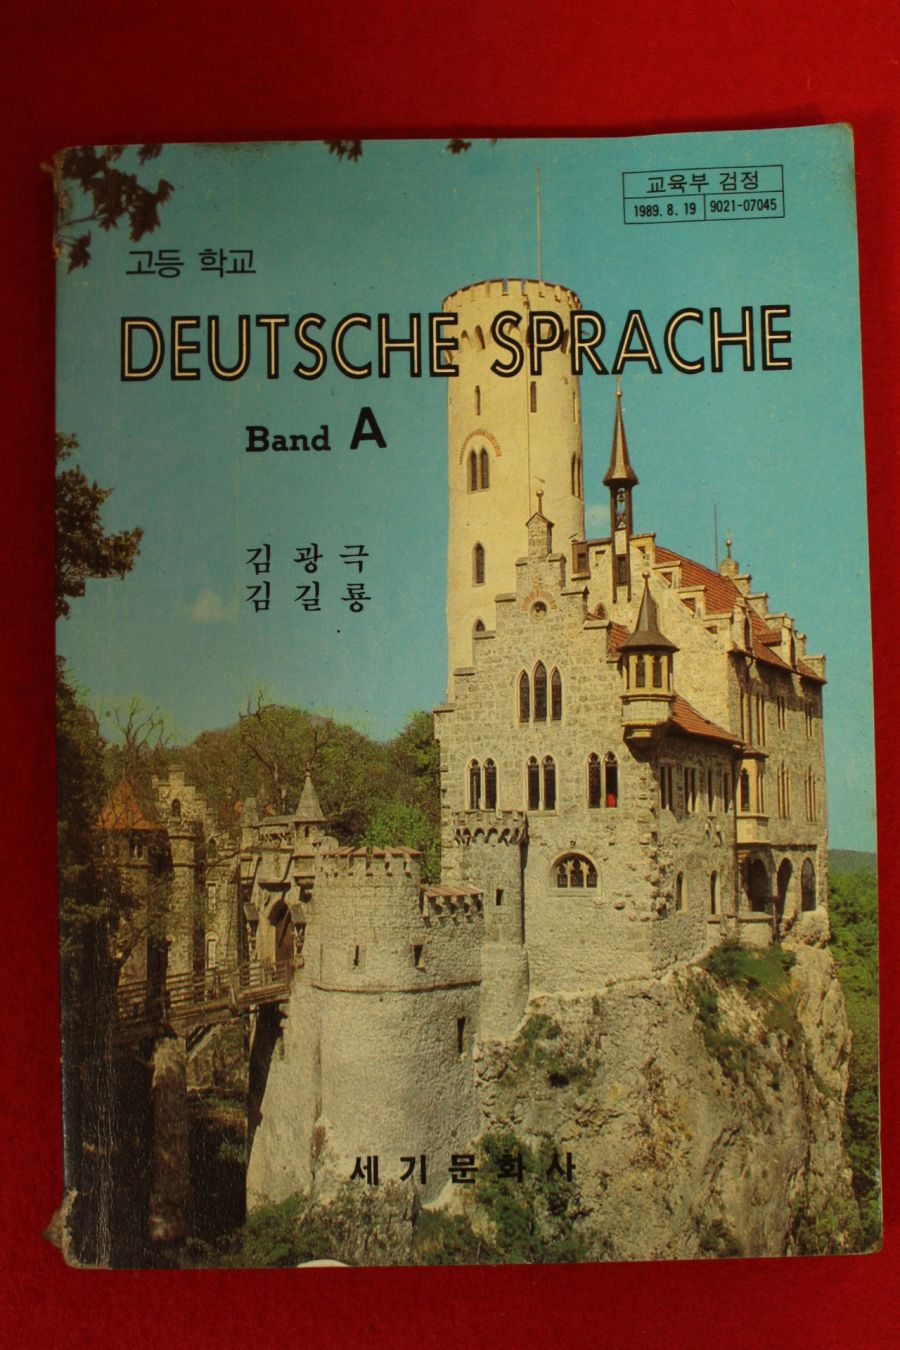 교육부 검정
1989. 8. 19 9021-07045
고등 학교
DEUTSCHE SPRACHE
Band A
김광극
김길룡
세기문화사